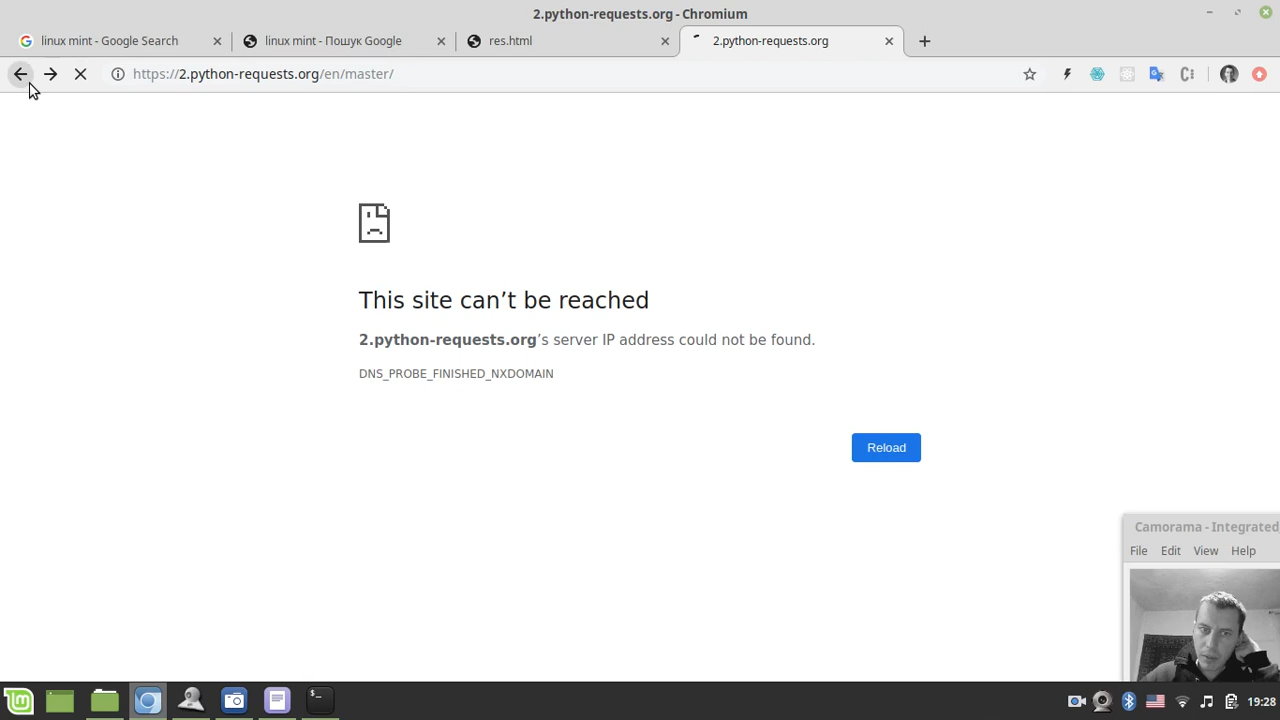 2.python-requests.org - Chromium
linux mint - Google Search
linux mint - Пошук Google
res.html
2.python-requests.org
https://2.python-requests.org/en/master/
This site can’t be reached
2.python-requests.org’s server IP address could not be found.
DNS_PROBE_FINISHED_NXDOMAIN
Reload
Camorama - Integrated
File Edit View Help
19:28